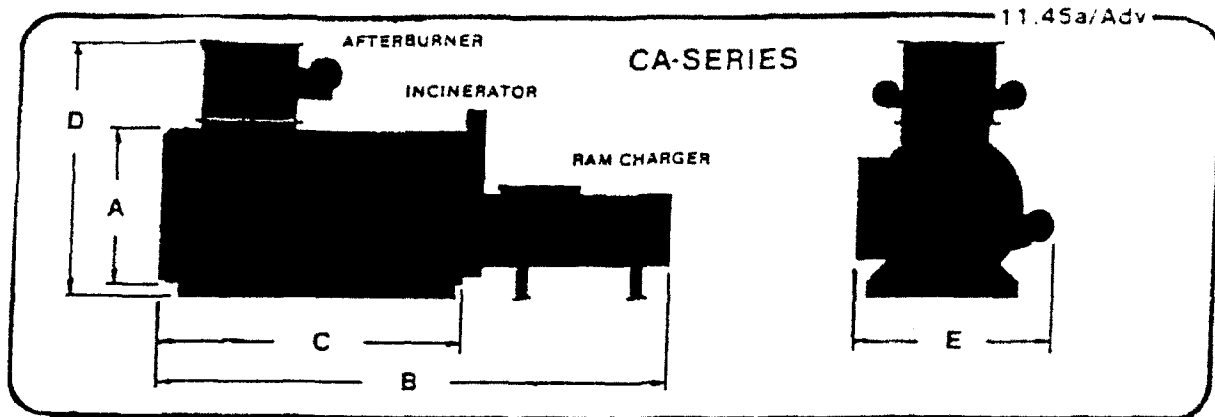 11.45a/Adv
AFTERBURNER
CA-SERIES
INCINERATOR
D
RAM CHARGER
A
C
E
B